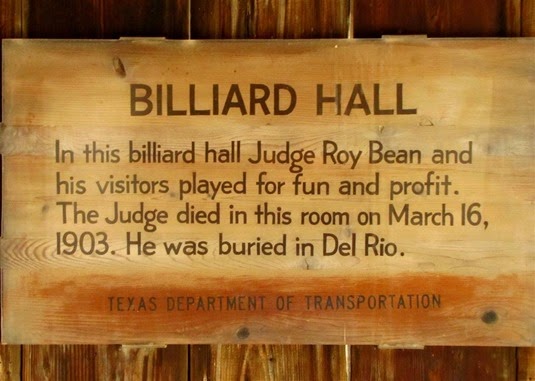 BILLIARD HALL
In this billiard hall Judge Roy Bean and
his visitors played for fun and profit.
The Judge died in this room on March 16,
1903. He was buried in Del Rio.
TEXAS DEPARTMENT OF TRANSPORTATION